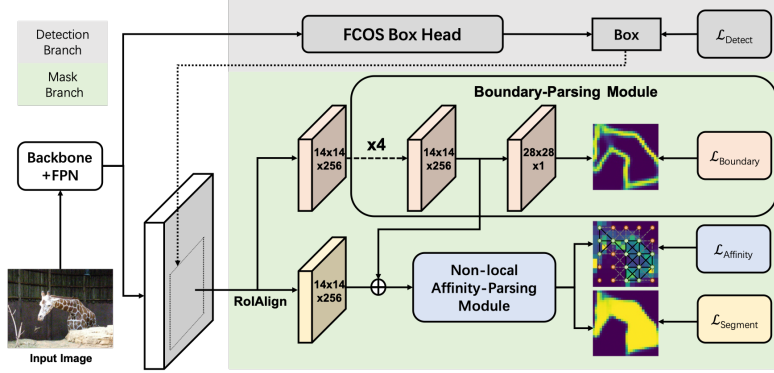 Detection
Branch
Mask
Branch
FCOS Box Head
Box
ℒDetect
Boundary-Parsing Module
Backbone
+FPN
14x14
x256
x4
14x14
x256
28x28
x1
ℒBoundary
Input Image
RoIAlign
14x14
x256
Non-local
Affinity-Parsing
Module
ℒAffinity
ℒSegment